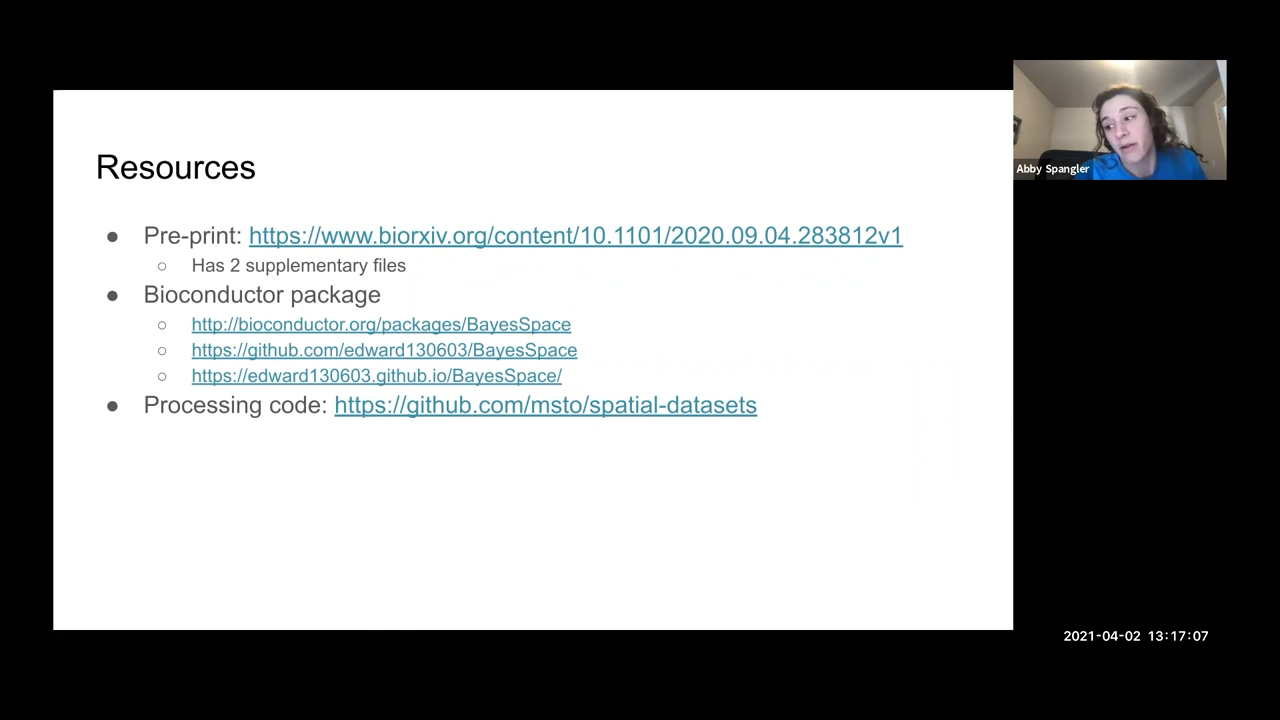 Resources
● Pre-print: https://www.biorxiv.org/content/10.1101/2020.09.04.283812v1
○ Has 2 supplementary files
● Bioconductor package
○ http://bioconductor.org/packages/BayesSpace
○ https://github.com/edward130603/BayesSpace
○ https://edward130603.github.io/BayesSpace/
● Processing code: https://github.com/msto/spatial-datasets
Abby Spangler
2021-04-02 13:17:07